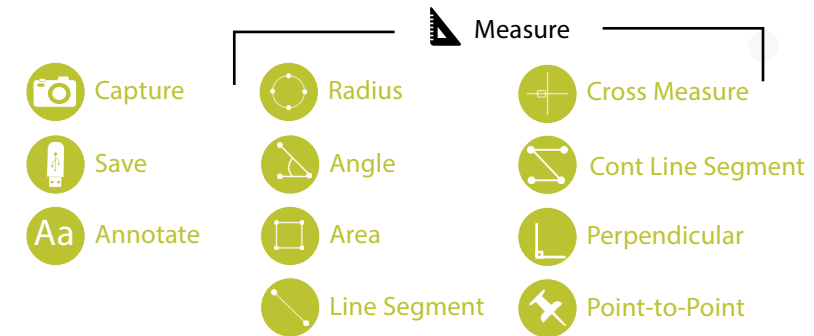 Measure
Capture
Radius
Cross Measure
Save
Angle
Cont Line Segment
Aa
Annotate
Area
Perpendicular
Line Segment
Point-to-Point